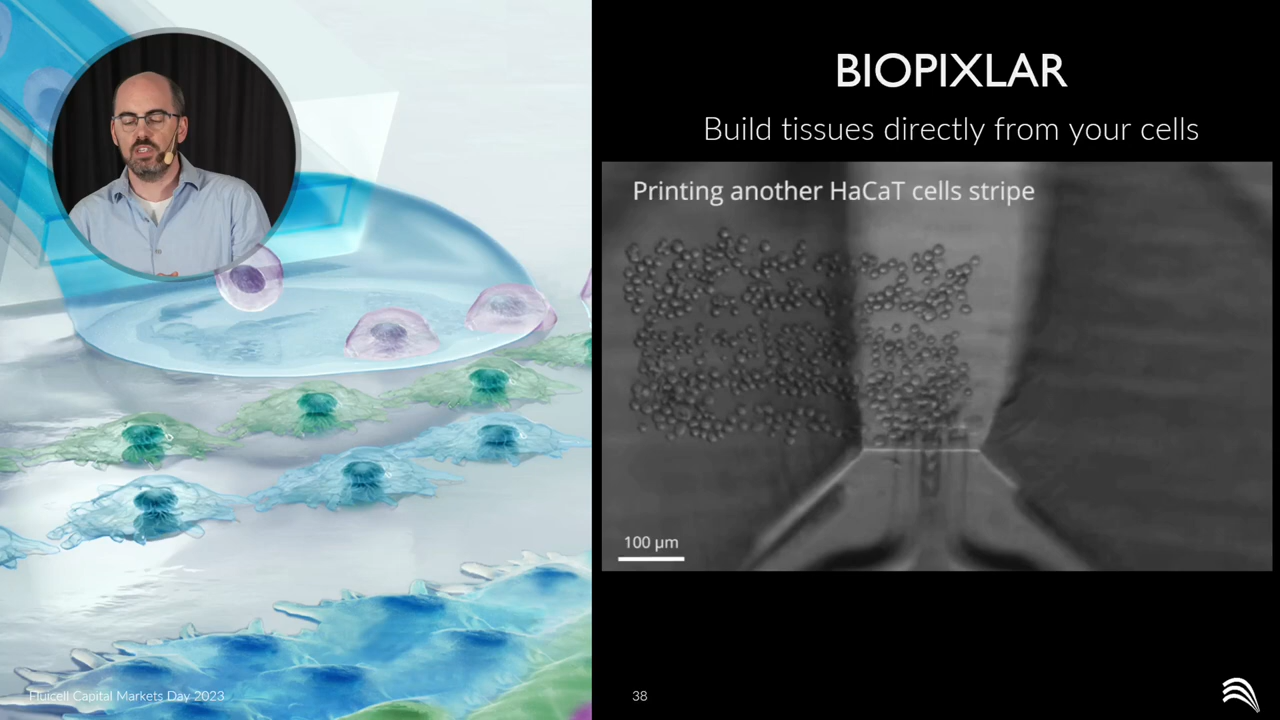 BIOPIXLAR
Build tissues directly from your cells
Printing another HaCaT cells stripe
100 µm
Fluicell Capital Markets Day 2023
38